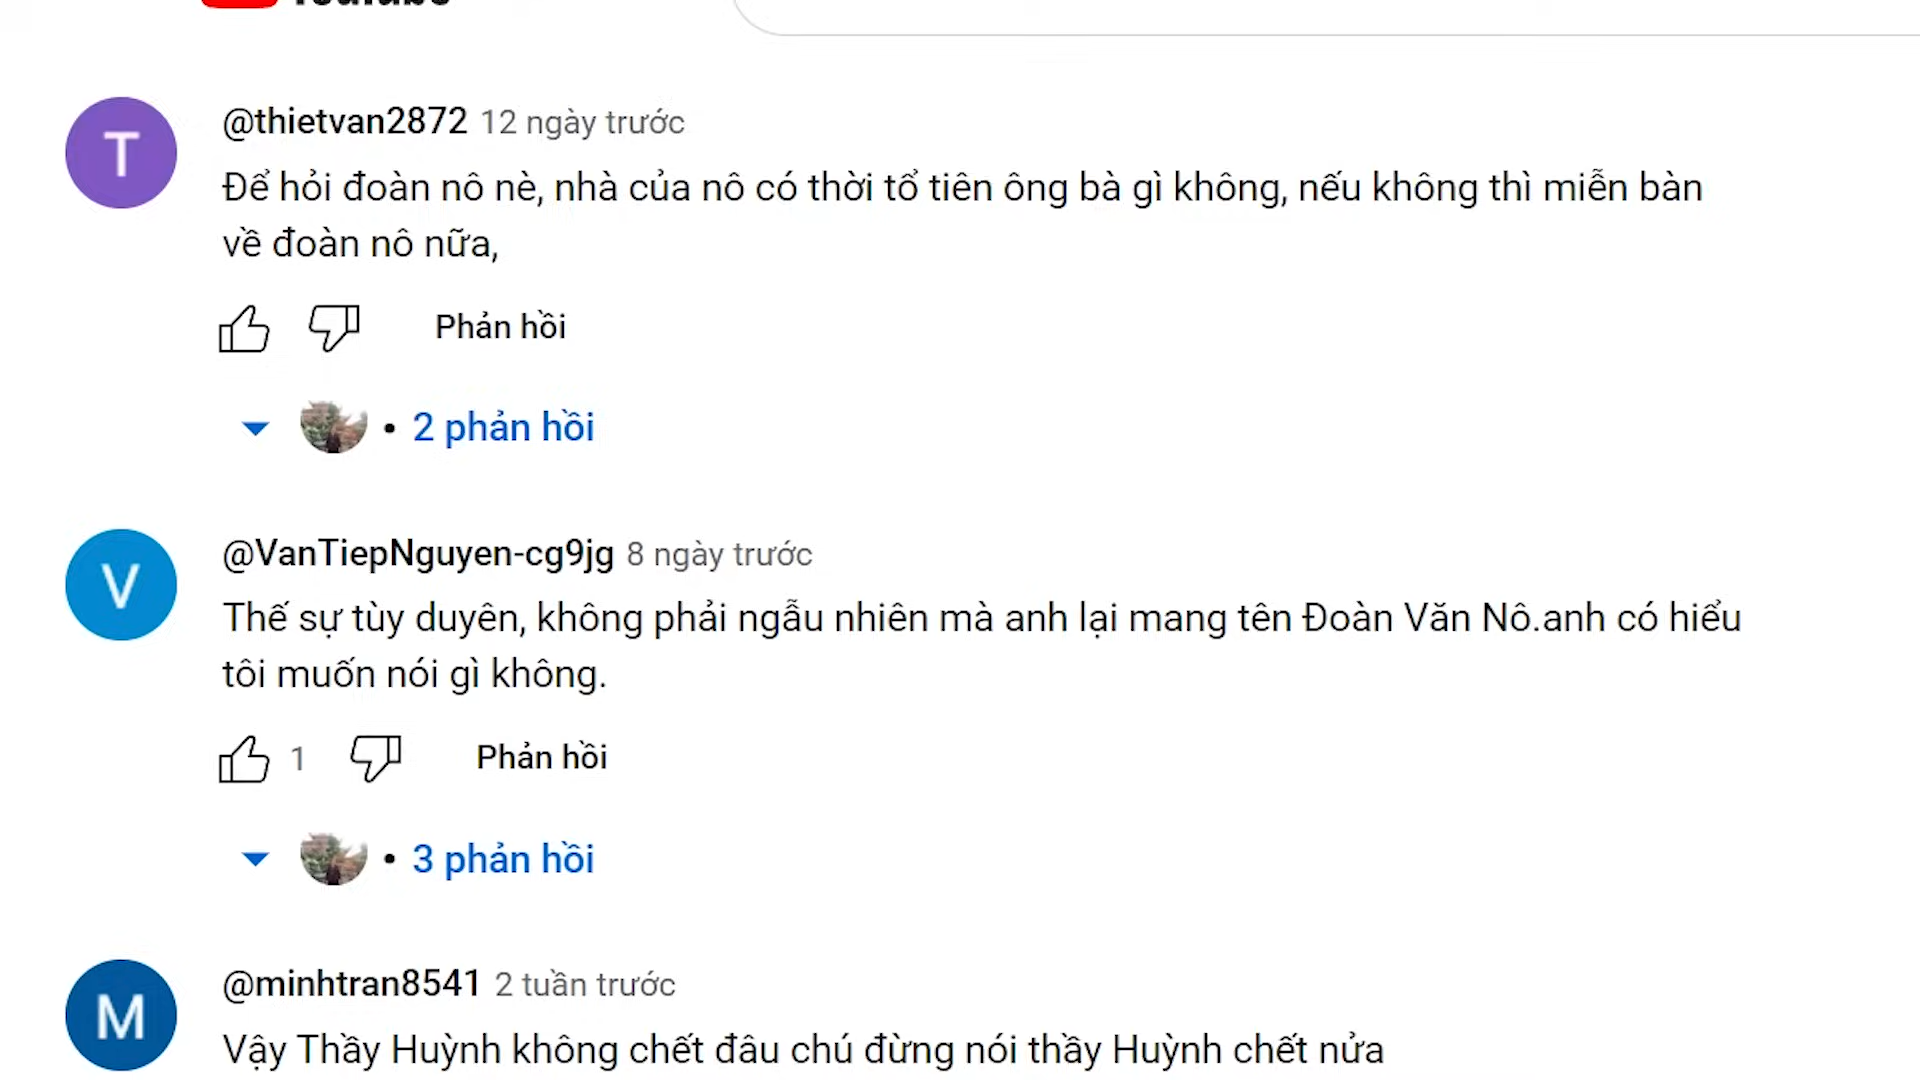 YouTube
T
@thietvan2872 12 ngày trước
Để hỏi đoàn nô nè, nhà của nô có thời tổ tiên ông bà gì không, nếu không thì miễn bàn
về đoàn nô nữa,
Phản hồi
• 2 phản hồi
V
@VanTiepNguyen-cg9jg 8 ngày trước
Thế sự tùy duyên, không phải ngẫu nhiên mà anh lại mang tên Đoàn Văn Nô.anh có hiểu
tôi muốn nói gì không.
1 Phản hồi
• 3 phản hồi
M
@minhtran8541 2 tuần trước
Vậy Thầy Huỳnh không chết đâu chú đừng nói thầy Huỳnh chết nửa